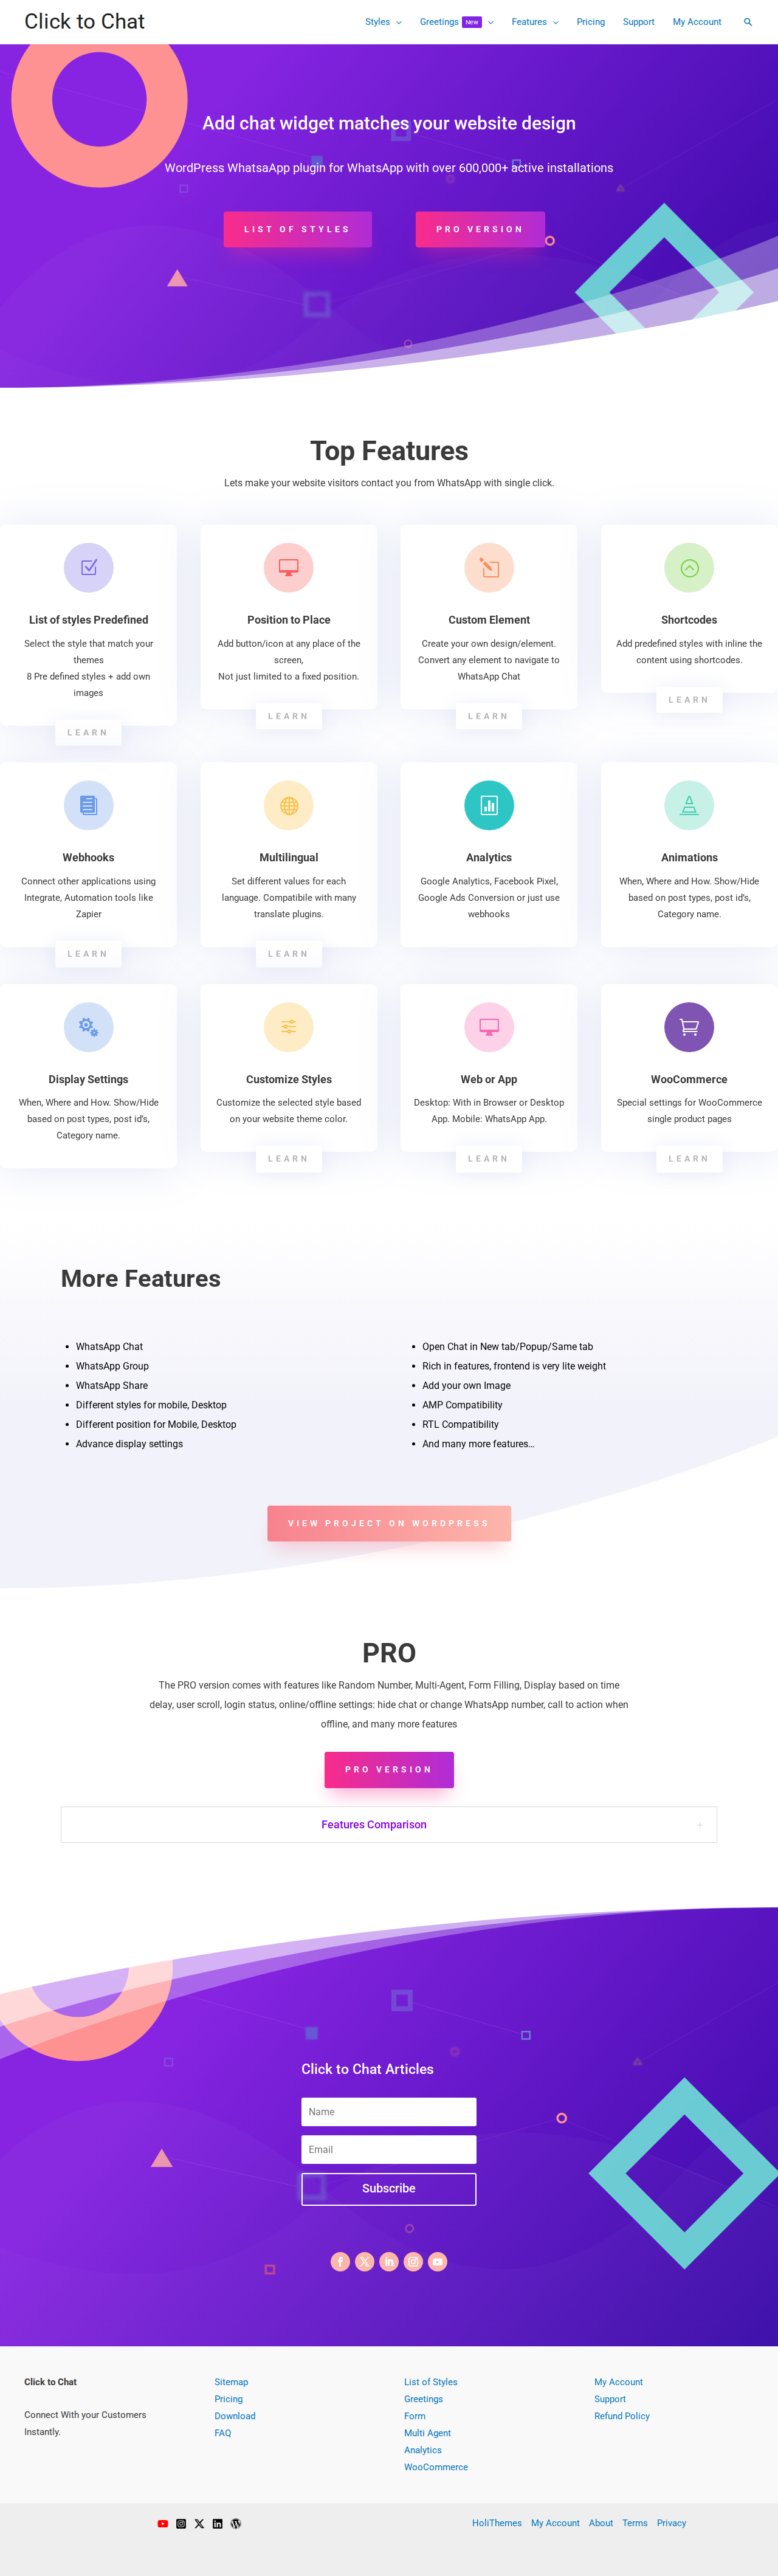 Click to Chat
Styles
Greetings New
Features
Pricing
Support
My Account
Add chat widget matches your website design
WordPress WhatsaApp plugin for WhatsApp with over 600,000+ active installations
LIST OF STYLES
PRO VERSION
Top Features
Lets make your website visitors contact you from WhatsApp with single click.
List of styles Predefined
Select the style that match your
themes
8 Pre defined styles + add own
images
LEARN
Position to Place
Add button/icon at any place of the
screen,
Not just limited to a fixed position.
LEARN
Custom Element
Create your own design/element.
Convert any element to navigate to
WhatsApp Chat
LEARN
Shortcodes
Add predefined styles with inline the
content using shortcodes.
LEARN
Webhooks
Connect other applications using
Integrate, Automation tools like
Zapier
LEARN
Multilingual
Set different values for each
language. Compatibile with many
translate plugins.
LEARN
Analytics
Google Analytics, Facebook Pixel,
Google Ads Conversion or just use
webhooks
Animations
When, Where and How. Show/Hide
based on post types, post id's,
Category name.
Display Settings
When, Where and How. Show/Hide
based on post types, post id's,
Category name.
Customize Styles
Customize the selected style based
on your website theme color.
LEARN
Web or App
Desktop: With in Browser or Desktop
App. Mobile: WhatsApp App.
LEARN
WooCommerce
Special settings for WooCommerce
single product pages
LEARN
More Features
• WhatsApp Chat
• WhatsApp Group
• WhatsApp Share
• Different styles for mobile, Desktop
• Different position for Mobile, Desktop
• Advance display settings
• Open Chat in New tab/Popup/Same tab
• Rich in features, frontend is very lite weight
• Add your own Image
• AMP Compatibility
• RTL Compatibility
• And many more features…
VIEW PROJECT ON WORDPRESS
PRO
The PRO version comes with features like Random Number, Multi-Agent, Form Filling, Display based on time
delay, user scroll, login status, online/offline settings: hide chat or change WhatsApp number, call to action when
offline, and many more features
PRO VERSION
Features Comparison
Click to Chat Articles
Name
Email
Subscribe
Click to Chat
Connect With your Customers
Instantly.
Sitemap
Pricing
Download
FAQ
List of Styles
Greetings
Form
Multi Agent
Analytics
WooCommerce
My Account
Support
Refund Policy
HoliThemes
My Account
About
Terms
Privacy